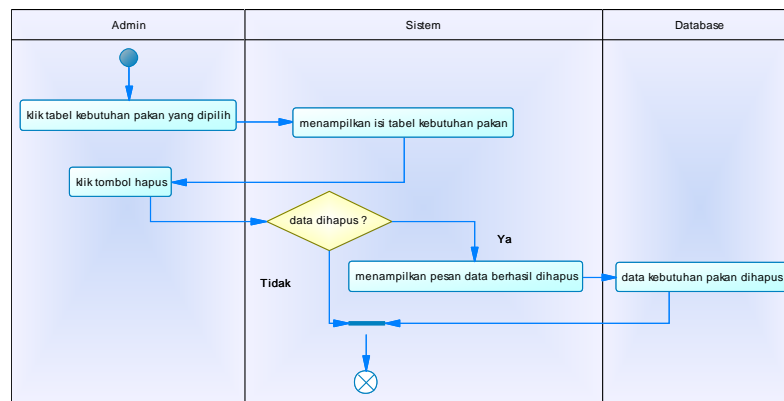 Admin
Sistem
Database
klik tabel kebutuhan pakan yang dipilih
menampilkan isi tabel kebutuhan pakan
klik tombol hapus
data dihapus ?
Ya
menampilkan pesan data berhasil dihapus
data kebutuhan pakan dihapus
Tidak